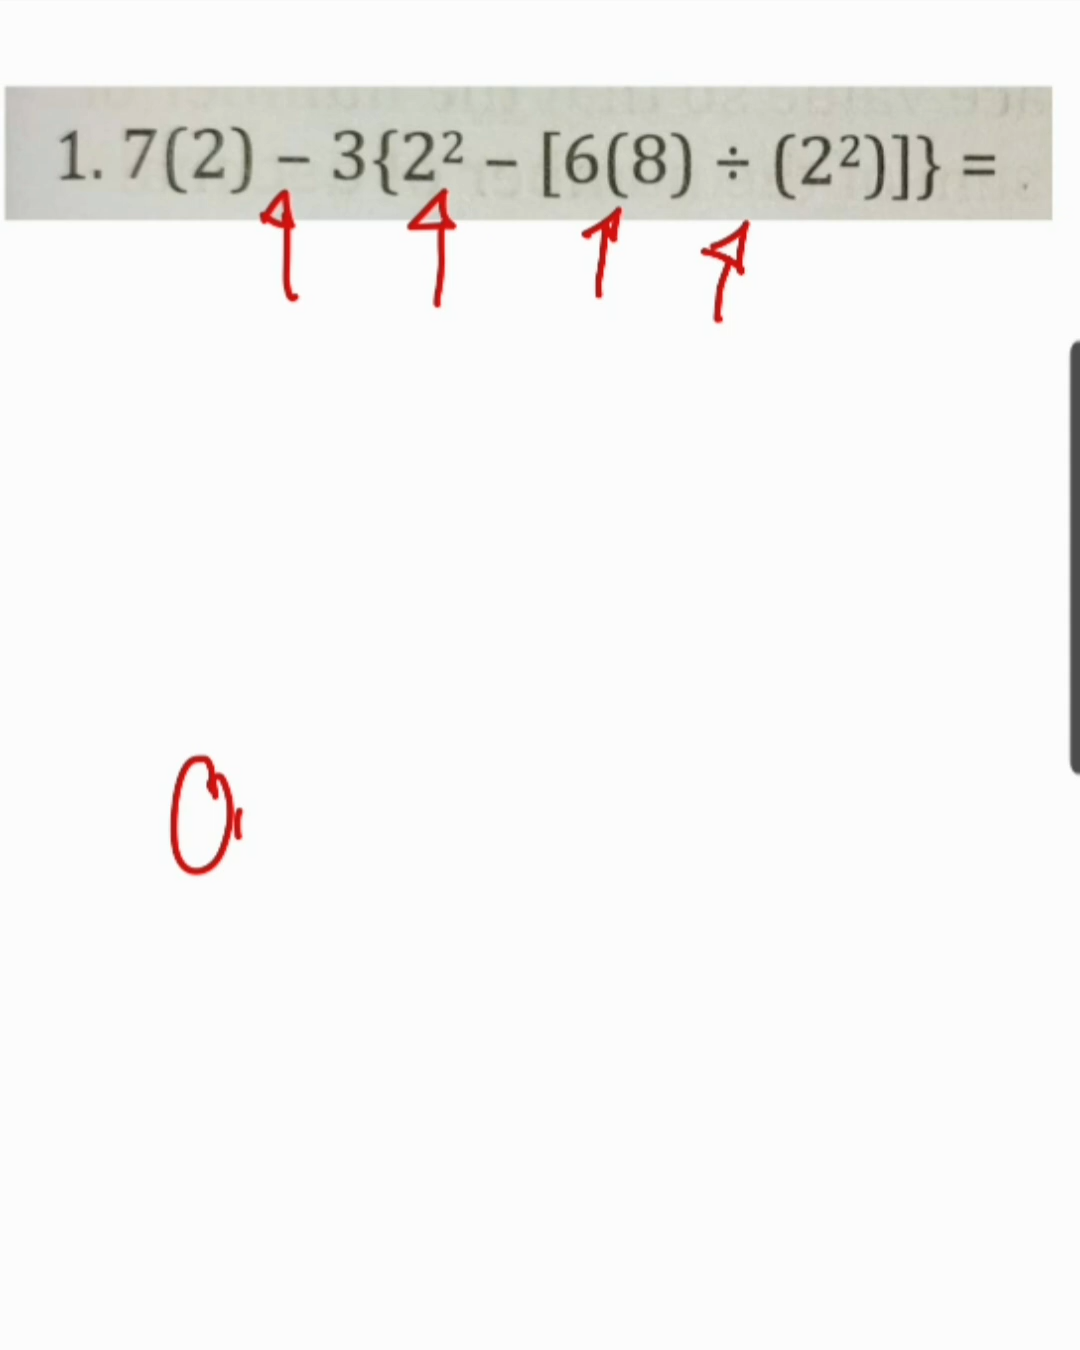 1. 7(2) – 3{2² – [6(8) ÷ (2²)]} =